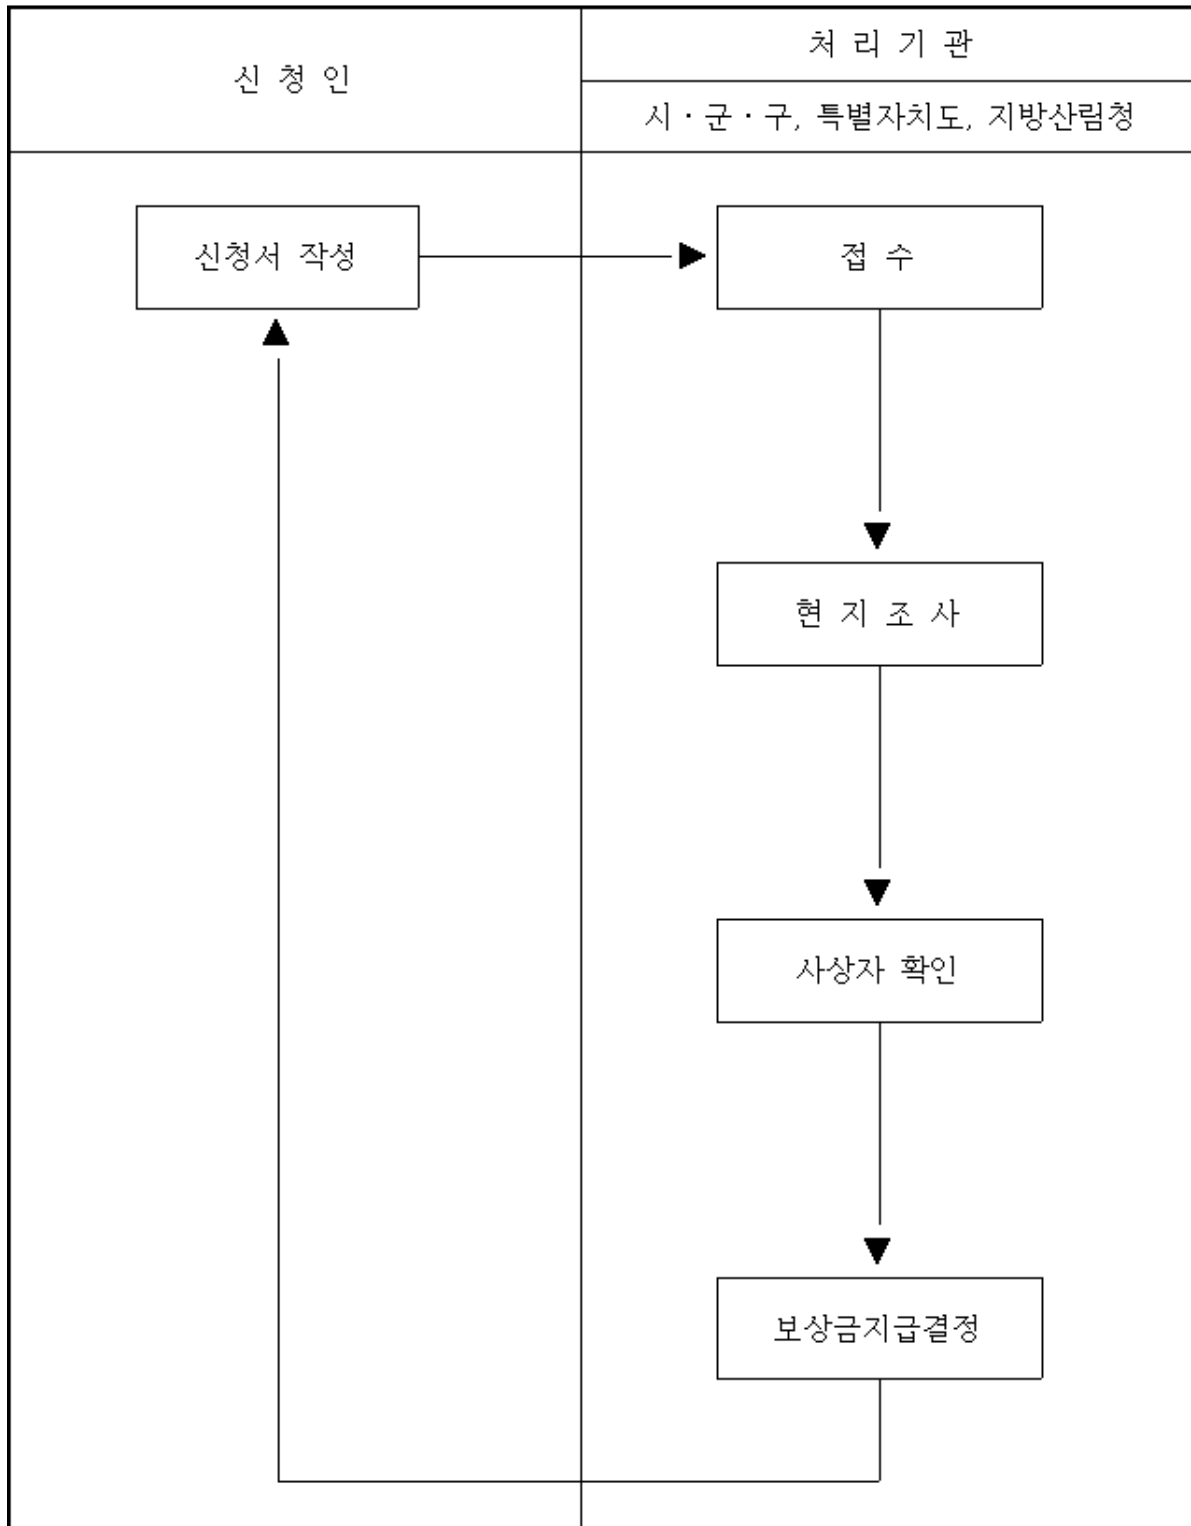 신 청 인
처 리 기 관
시ㆍ군ㆍ구, 특별자치도, 지방산림청
신청서 작성
접 수
현 지 조 사
사상자 확인
보상금지급결정